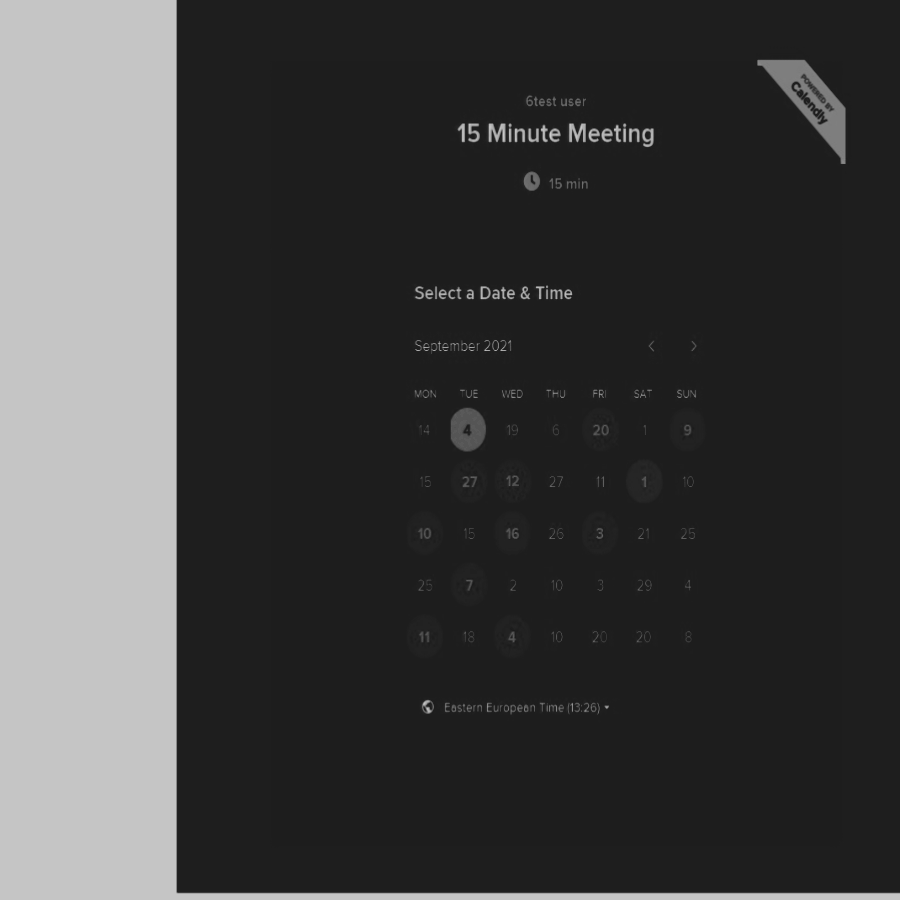 POWERED BY
Calendly
6test user
15 Minute Meeting
15 min
Select a Date & Time
September 2021
MON TUE WED THU FRI SAT SUN
14 4 19 6 20 1 9
15 27 12 27 11 1 10
10 15 16 26 3 21 25
25 7 2 10 3 29 4
11 18 4 10 20 20 8
Eastern European Time (13:26)